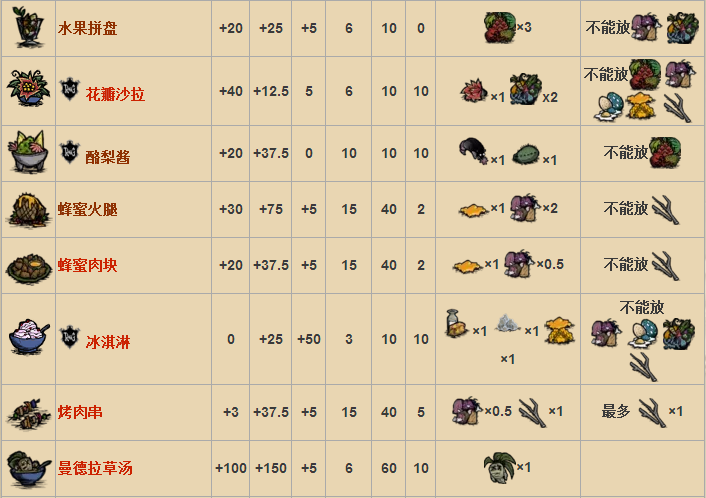 水果拼盘 +20 +25 +5 6 10 0 ×3 不能放
花瓣沙拉 +40 +12.5 5 6 10 10 ×1 x2 不能放
酪梨酱 +20 +37.5 0 10 10 10 ×1 ×1 不能放
蜂蜜火腿 +30 +75 +5 15 40 2 ×1 ×2 不能放
蜂蜜肉块 +20 +37.5 +5 15 40 2 ×1 ×0.5 不能放
冰淇淋 0 +25 +50 3 10 10 ×1 ×1 ×1 不能放
烤肉串 +3 +37.5 +5 15 40 5 ×0.5 ×1 最多 ×1
曼德拉草汤 +100 +150 +5 6 60 10 ×1